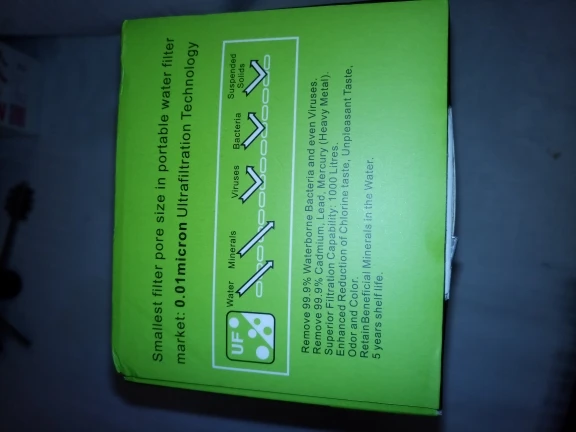 Smallest filter pore size in portable water filter
market: 0.01micron Ultrafiltration Technology
UF
Water
Minerals
Viruses
Bacteria
Suspended
Solids
Remove 99.9% Waterborne Bacteria and even Viruses.
Remove 99.9% Cadmium, Lead, Mercury (Heavy Metal).
Superior Filtration Capability: 1000 Litres.
Enhanced Reduction of Chlorine taste, Unpleasant Taste,
Odor and Color.
RetainBeneficial Minerals in the Water.
5 years shelf life.